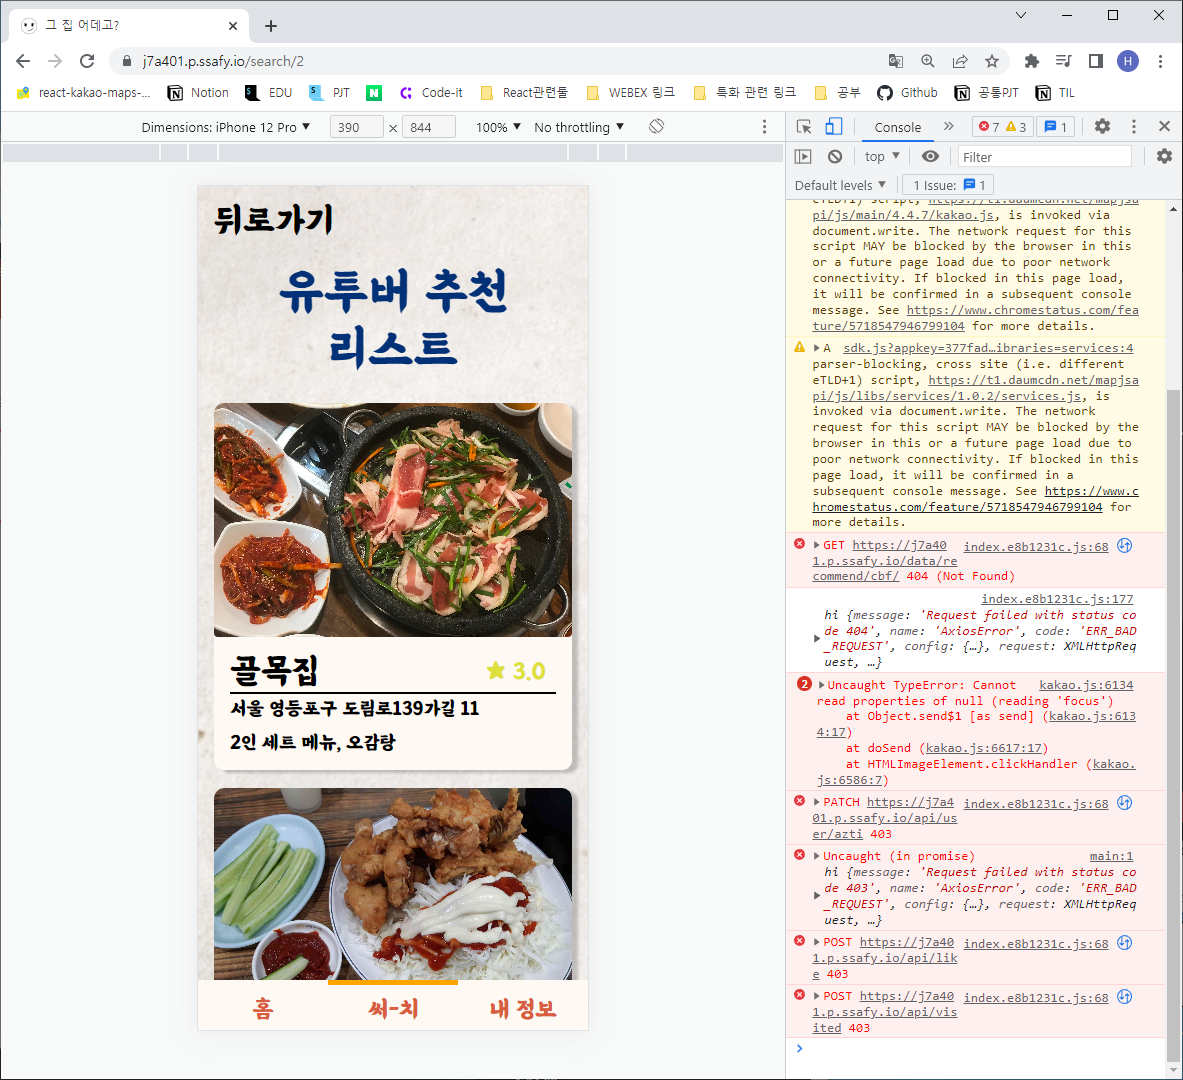 그 집 어데고?
j7a401.p.ssafy.io/search/2
react-kakao-maps-... Notion EDU PJT Code-it React관련툴 WEBEX 링크 특화 관련 링크 공부 Github 공통PJT TIL
Dimensions: iPhone 12 Pro 390 × 844 100% No throttling
뒤로가기
유투버 추천
리스트
골목집 3.0
서울 영등포구 도림로139가길 11
2인 세트 메뉴, 오감탕
홈 써-치 내 정보
Console » 7 3 1
top Filter
Default levels 1 Issue: 1
eTLD+1) script, https://t1.daumcdn.net/mapjsa
pi/js/main/4.4.7/kakao.js, is invoked via
document.write. The network request for this
script MAY be blocked by the browser in this
or a future page load due to poor network
connectivity. If blocked in this page load,
it will be confirmed in a subsequent console
message. See https://www.chromestatus.com/fea
ture/5718547946799104 for more details.
A sdk.js?appkey=377fad…ibraries=services:4
parser-blocking, cross site (i.e. different
eTLD+1) script, https://t1.daumcdn.net/mapjsa
pi/js/libs/services/1.0.2/services.js, is
invoked via document.write. The network
request for this script MAY be blocked by the
browser in this or a future page load due to
poor network connectivity. If blocked in this
page load, it will be confirmed in a
subsequent console message. See https://www.c
hromestatus.com/feature/5718547946799104 for
more details.
GET https://j7a40 index.e8b1231c.js:68
1.p.ssafy.io/data/re
commend/cbf/ 404 (Not Found)
index.e8b1231c.js:177
hi {message: 'Request failed with status co
de 404', name: 'AxiosError', code: 'ERR_BAD
_REQUEST', config: {…}, request: XMLHttpReq
uest, …}
2 Uncaught TypeError: Cannot kakao.js:6134
read properties of null (reading 'focus')
at Object.send$1 [as send] (kakao.js:613
4:17)
at doSend (kakao.js:6617:17)
at HTMLImageElement.clickHandler (kakao.
js:6586:7)
PATCH https://j7a4 index.e8b1231c.js:68
01.p.ssafy.io/api/us
er/azti 403
Uncaught (in promise) main:1
hi {message: 'Request failed with status co
de 403', name: 'AxiosError', code: 'ERR_BAD
_REQUEST', config: {…}, request: XMLHttpReq
uest, …}
POST https://j7a40 index.e8b1231c.js:68
1.p.ssafy.io/api/lik
e 403
POST https://j7a40 index.e8b1231c.js:68
1.p.ssafy.io/api/vis
ited 403